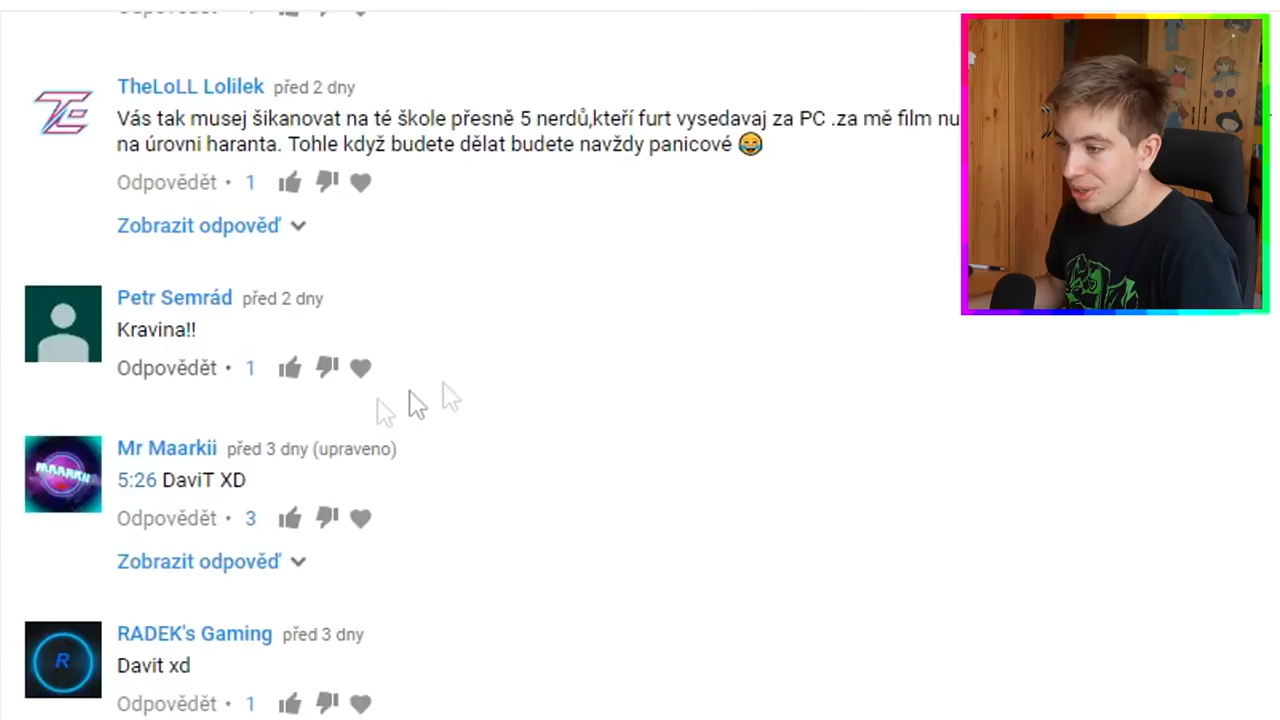 TheLoLL Lolilek před 2 dny
Vás tak musej šikanovat na té škole přesně 5 nerdů,kteří furt vysedavaj za PC .za mě film nu
na úrovni haranta. Tohle když budete dělat budete navždy panicové 😂
Odpovědět • 1
Zobrazit odpověď
Petr Semrád před 2 dny
Kravina!!
Odpovědět • 1
MAARKII
Mr Maarkii před 3 dny (upraveno)
5:26 DaviT XD
Odpovědět • 3
Zobrazit odpověď
R
RADEK's Gaming před 3 dny
Davit xd
Odpovědět • 1